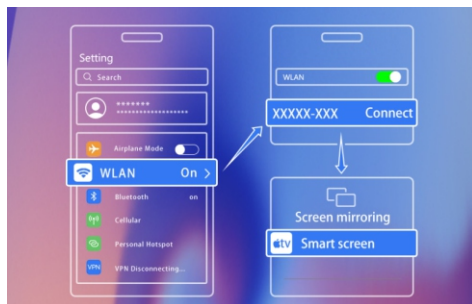 Setting
Search
*******
******************
Airplane Mode
WLAN On >
Bluetooth on
Cellular
Personal Hotspot
VPN VPN Disconnecting...
WLAN
XXXXX-XXX Connect
Screen mirroring
tv Smart screen